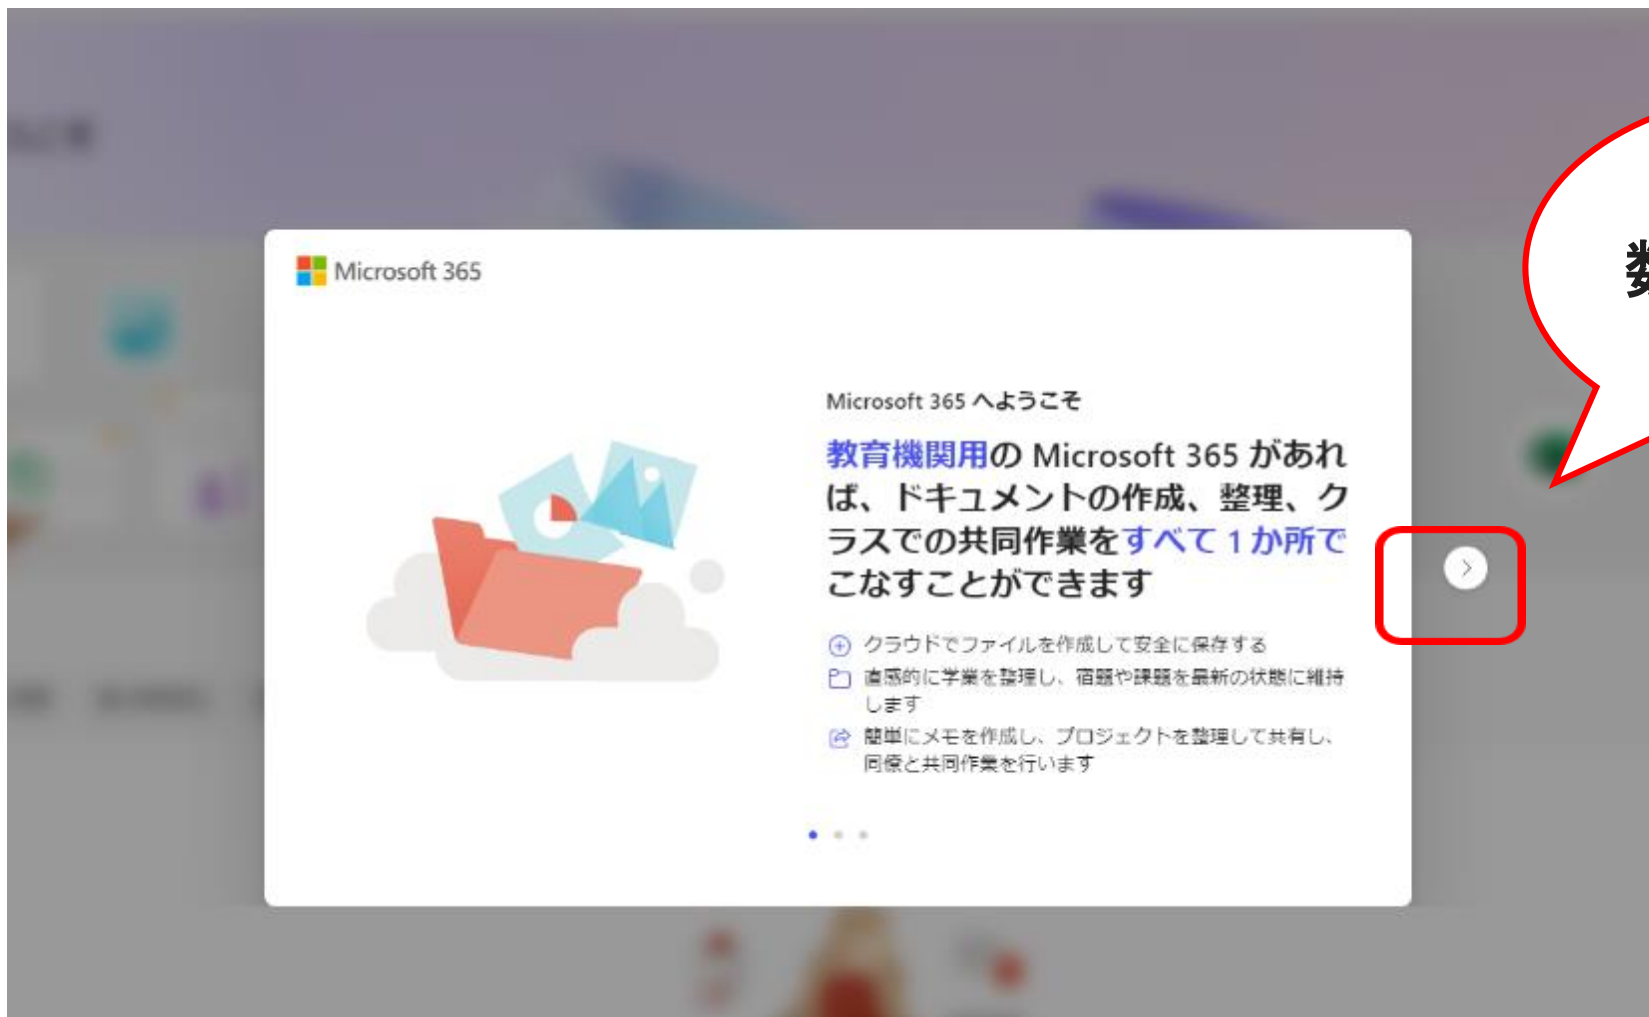 Microsoft 365
数
Microsoft 365 へようこそ
教育機関用の Microsoft 365 があれ
ば、ドキュメントの作成、整理、ク
ラスでの共同作業をすべて 1 か所で
こなすことができます
クラウドでファイルを作成して安全に保存する
直感的に学業を整理し、宿題や課題を最新の状態に維持
します
簡単にメモを作成し、プロジェクトを整理して共有し、
同僚と共同作業を行います